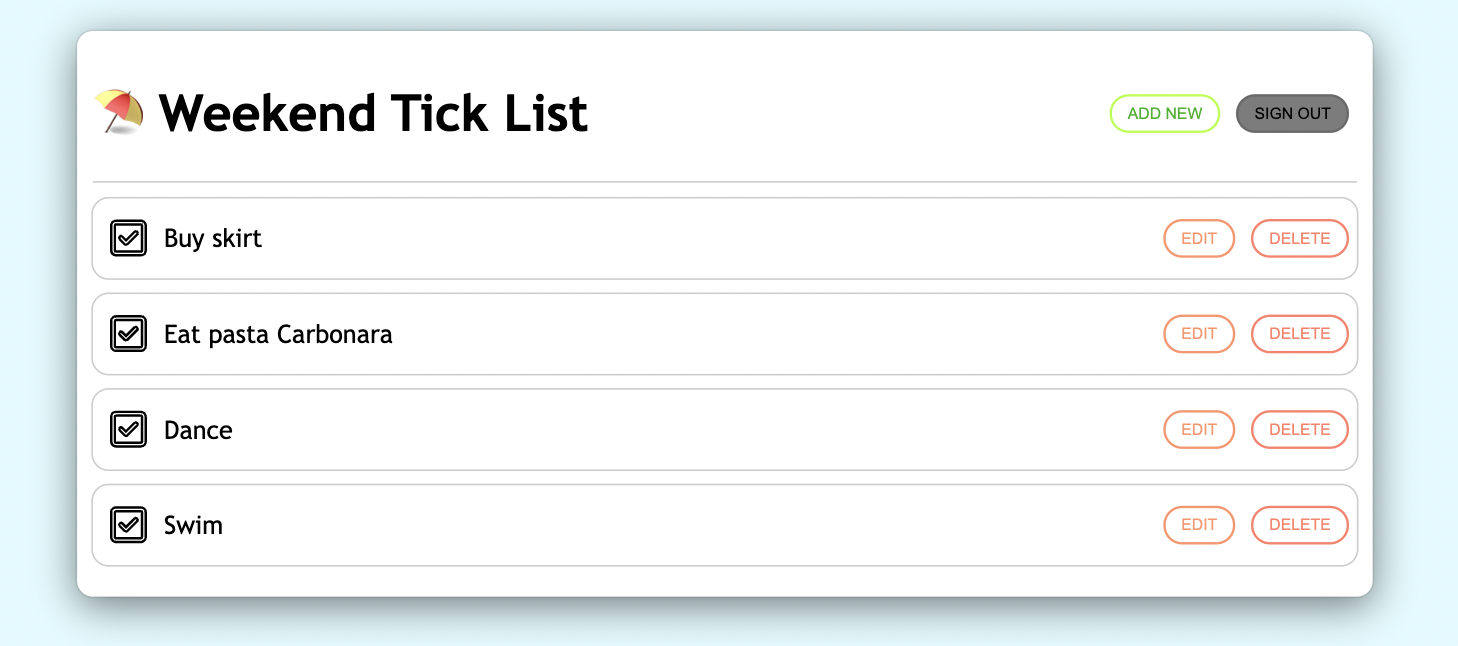 Weekend Tick List
ADD NEW
SIGN OUT
Buy skirt
EDIT
DELETE
Eat pasta Carbonara
EDIT
DELETE
Dance
EDIT
DELETE
Swim
EDIT
DELETE